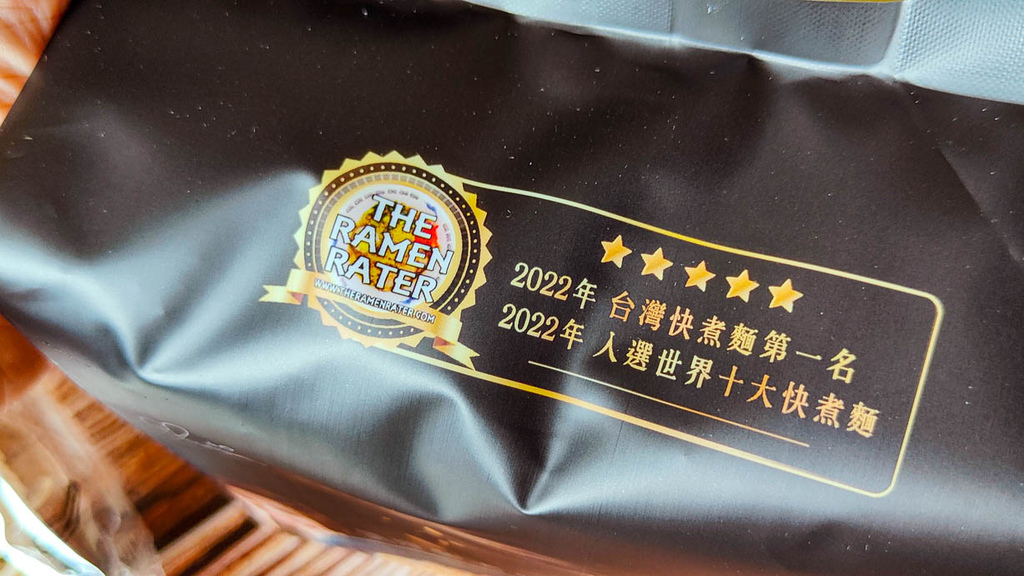 THE
RAMEN
RATER
WWW.THERAMENRATER.COM
2022年 台灣快煮麵第一名
2022年 入選世界十大快煮麵